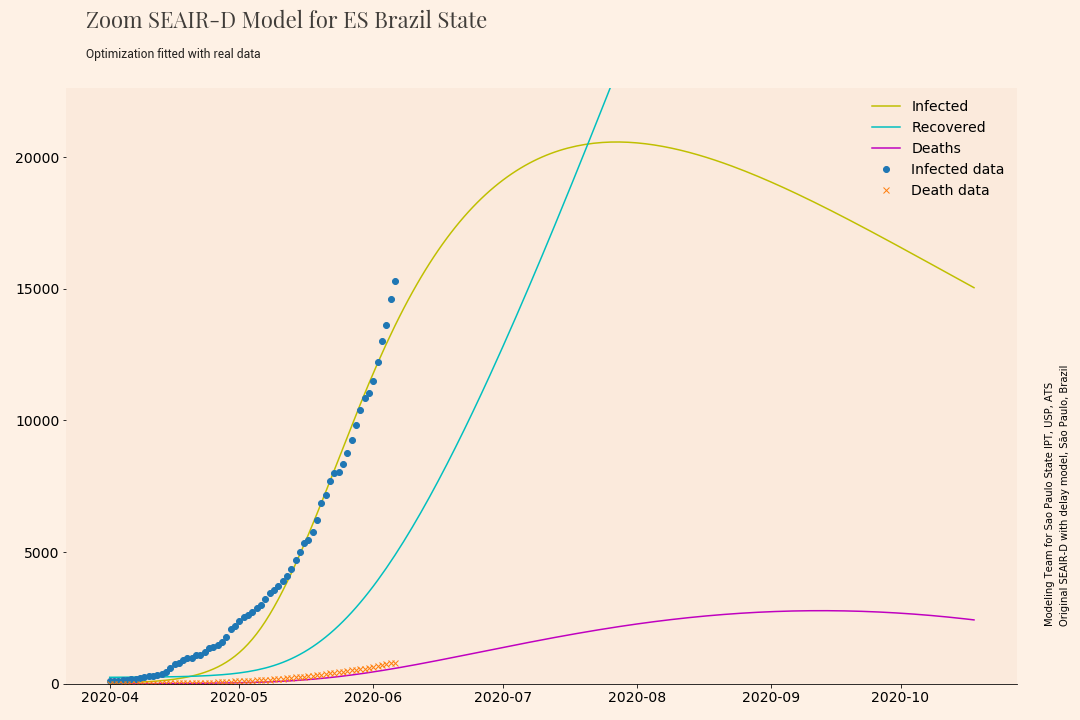 Zoom SEAIR-D Model for ES Brazil State
Optimization fitted with real data
Infected
Recovered
Deaths
Infected data
Death data
20000
15000
10000
5000
0
2020-04
2020-05
2020-06
2020-07
2020-08
2020-09
2020-10
Modeling Team for Sao Paulo State IPT, USP, ATS
Original SEAIR-D with delay model, São Paulo, Brazil